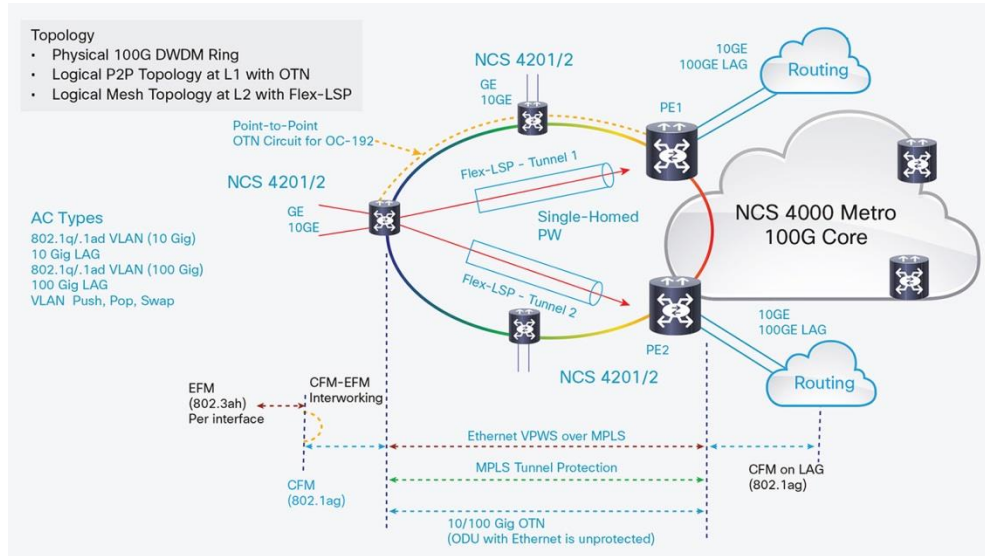 Topology
• Physical 100G DWDM Ring
• Logical P2P Topology at L1 with OTN
• Logical Mesh Topology at L2 with Flex-LSP
NCS 4201/2
GE
10GE
10GE
100GE LAG
Routing
PE1
Point-to-Point
OTN Circuit for OC-192
Flex-LSP - Tunnel 1
NCS 4201/2
GE
10GE
Single-Homed
PW
NCS 4000 Metro
100G Core
AC Types
802.1q/.1ad VLAN (10 Gig)
10 Gig LAG
802.1q/.1ad VLAN (100 Gig)
100 Gig LAG
VLAN Push, Pop, Swap
Flex-LSP - Tunnel 2
10GE
100GE LAG
PE2
NCS 4201/2
Routing
EFM
(802.3ah)
Per interface
CFM-EFM
Interworking
Ethernet VPWS over MPLS
MPLS Tunnel Protection
CFM
(802.1ag)
CFM on LAG
(802.1ag)
10/100 Gig OTN
(ODU with Ethernet is unprotected)